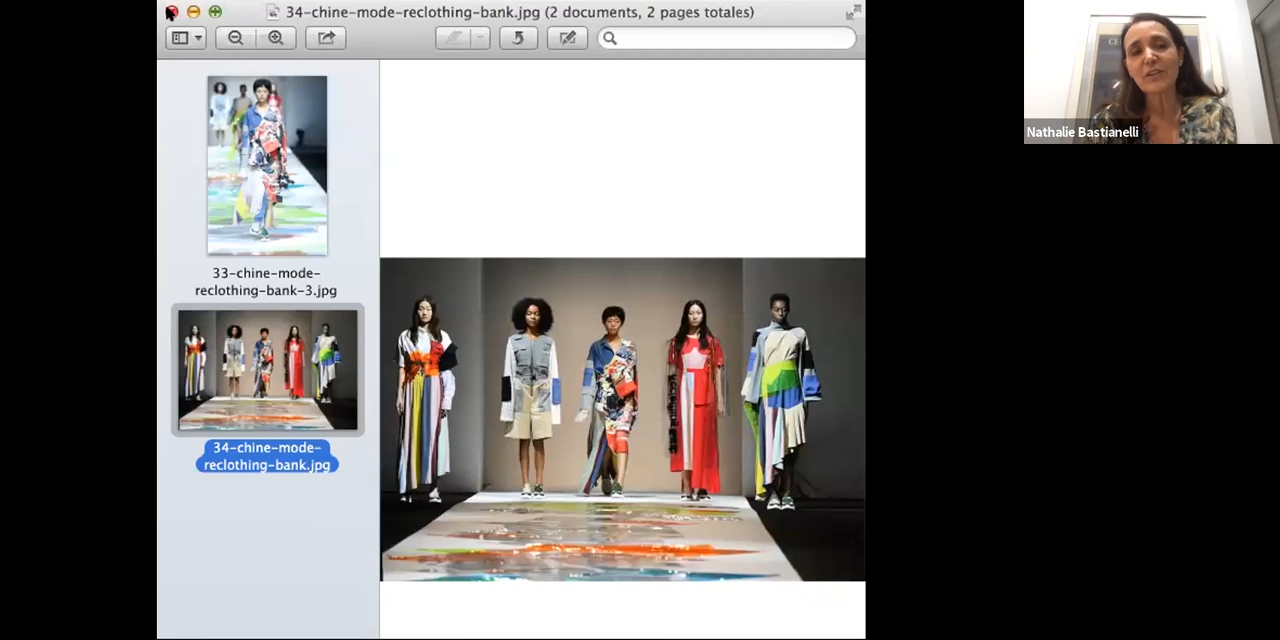 34-chine-mode-reclothing-bank.jpg (2 documents, 2 pages totales)
Nathalie Bastianelli
33-chine-mode-
reclothing-bank-3.jpg
34-chine-mode-
reclothing-bank.jpg